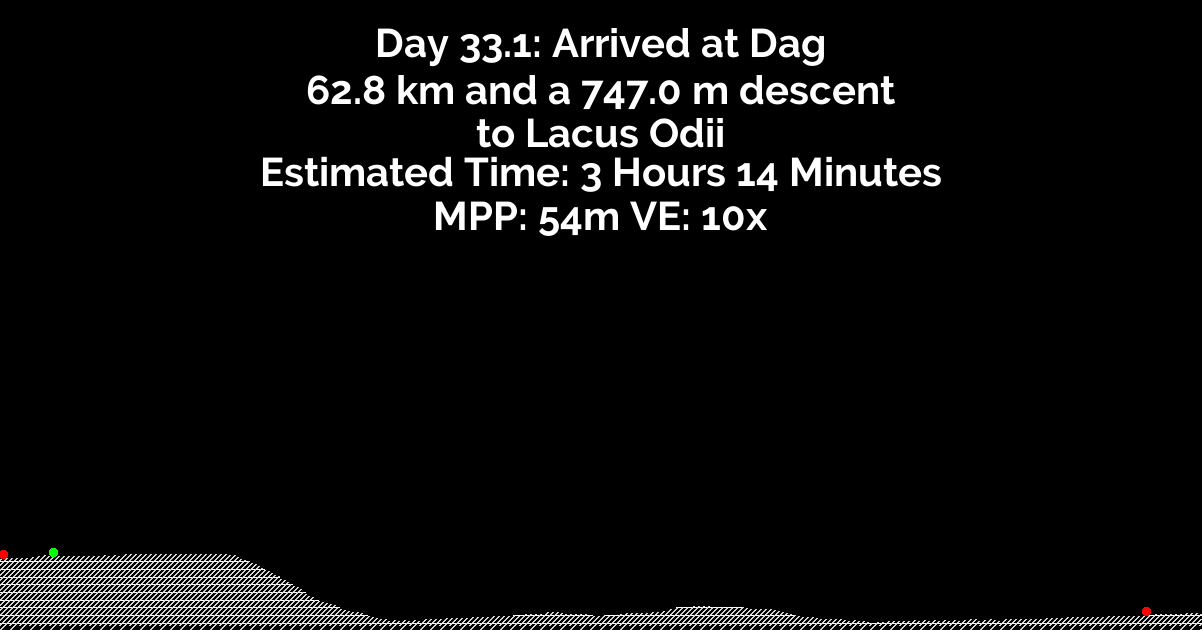 Day 33.1: Arrived at Dag
62.8 km and a 747.0 m descent
to Lacus Odii
Estimated Time: 3 Hours 14 Minutes
MPP: 54m VE: 10x